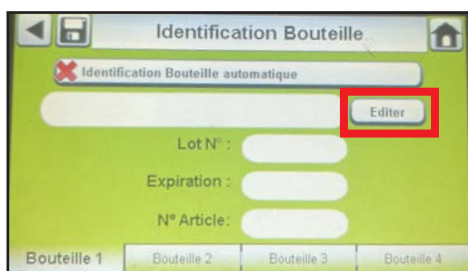 Identification Bouteille
Identification Bouteille automatique
Editer
Lot N° :
Expiration :
N° Article:
Bouteille 1 Bouteille 2 Bouteille 3 Bouteille 4